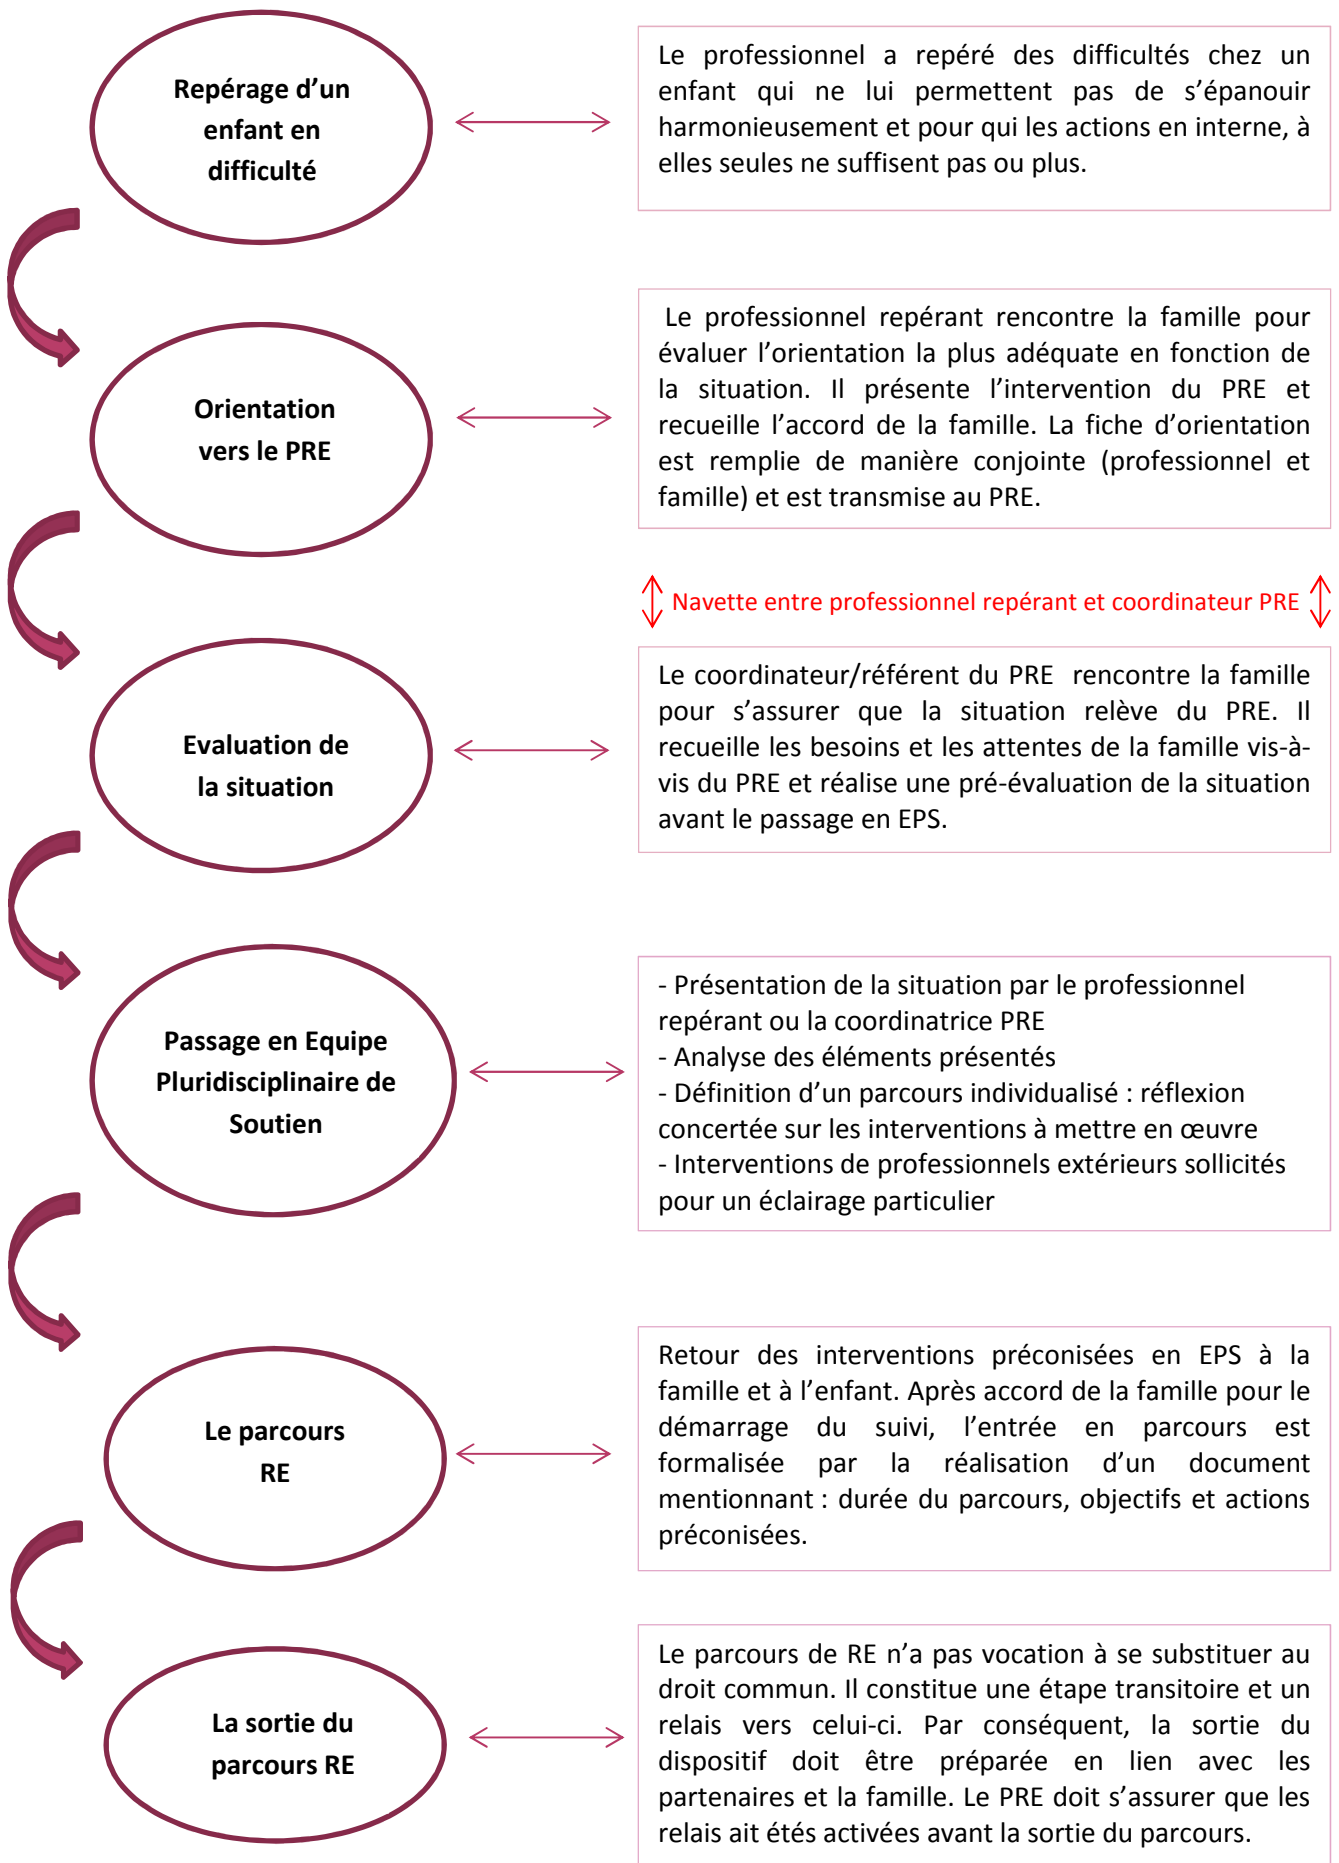 Repérage d’un
enfant en
difficulté
Le professionnel a repéré des difficultés chez un
enfant qui ne lui permettent pas de s’épanouir
harmonieusement et pour qui les actions en interne, à
elles seules ne suffisent pas ou plus.
Orientation
vers le PRE
Le professionnel repérant rencontre la famille pour
évaluer l’orientation la plus adéquate en fonction de
la situation. Il présente l’intervention du PRE et
recueille l’accord de la famille. La fiche d’orientation
est remplie de manière conjointe (professionnel et
famille) et est transmise au PRE.
Navette entre professionnel repérant et coordinateur PRE
Evaluation de
la situation
Le coordinateur/référent du PRE rencontre la famille
pour s’assurer que la situation relève du PRE. Il
recueille les besoins et les attentes de la famille vis-à-
vis du PRE et réalise une pré-évaluation de la situation
avant le passage en EPS.
Passage en Equipe
Pluridisciplinaire de
Soutien
- Présentation de la situation par le professionnel
repérant ou la coordinatrice PRE
- Analyse des éléments présentés
- Définition d’un parcours individualisé : réflexion
concertée sur les interventions à mettre en œuvre
- Interventions de professionnels extérieurs sollicités
pour un éclairage particulier
Le parcours
RE
Retour des interventions préconisées en EPS à la
famille et à l’enfant. Après accord de la famille pour le
démarrage du suivi, l’entrée en parcours est
formalisée par la réalisation d’un document
mentionnant : durée du parcours, objectifs et actions
préconisées.
La sortie du
parcours RE
Le parcours de RE n’a pas vocation à se substituer au
droit commun. Il constitue une étape transitoire et un
relais vers celui-ci. Par conséquent, la sortie du
dispositif doit être préparée en lien avec les
partenaires et la famille. Le PRE doit s’assurer que les
relais ait étés activées avant la sortie du parcours.